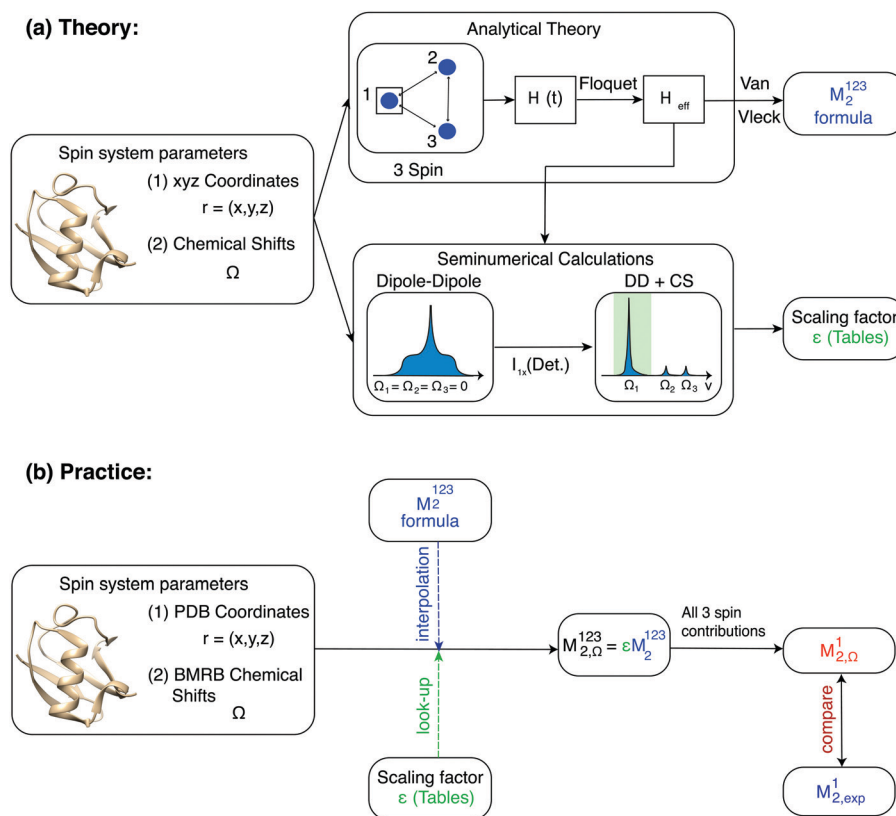 (a) Theory:
Analytical Theory
1
2
3
3 Spin
H (t)
Floquet
H eff
Van
Vleck
M₂¹²³
formula
Spin system parameters
(1) xyz Coordinates
r = (x,y,z)
(2) Chemical Shifts
Ω
Seminumerical Calculations
Dipole-Dipole
Ω₁ = Ω₂ = Ω₃ = 0
I₁ₓ(Det.)
DD + CS
Ω₁ Ω₂ Ω₃ ν
Scaling factor
ε (Tables)
(b) Practice:
M₂¹²³
formula
interpolation
Spin system parameters
(1) PDB Coordinates
r = (x,y,z)
(2) BMRB Chemical
Shifts
Ω
look-up
Scaling factor
ε (Tables)
M₂,Ω¹²³ = εM₂¹²³
All 3 spin
contributions
M₂,Ω¹
compare
M₂,exp¹